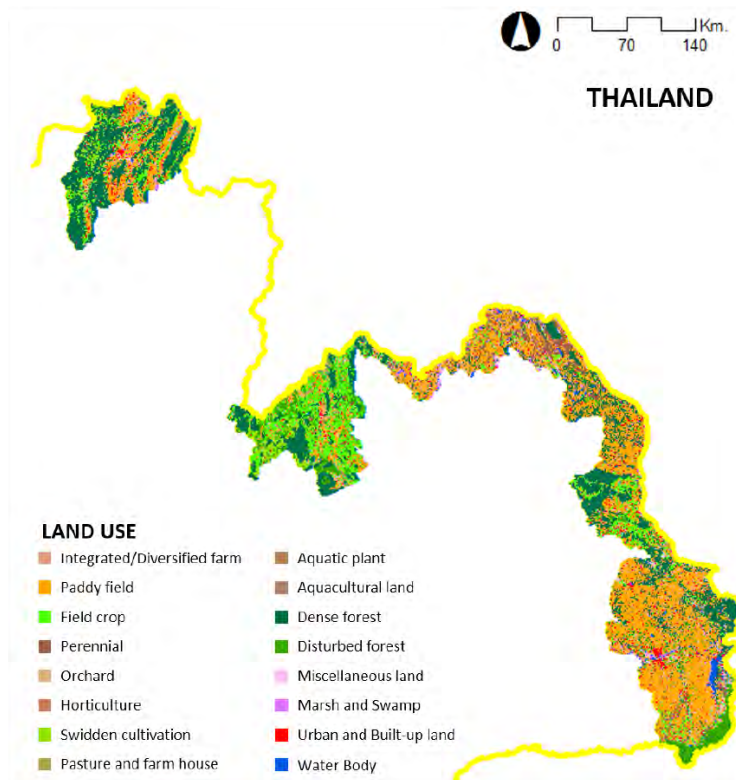 Km.
0 70 140
THAILAND
LAND USE
Integrated/Diversified farm
Paddy field
Field crop
Perennial
Orchard
Horticulture
Swidden cultivation
Pasture and farm house
Aquatic plant
Aquacultural land
Dense forest
Disturbed forest
Miscellaneous land
Marsh and Swamp
Urban and Built-up land
Water Body